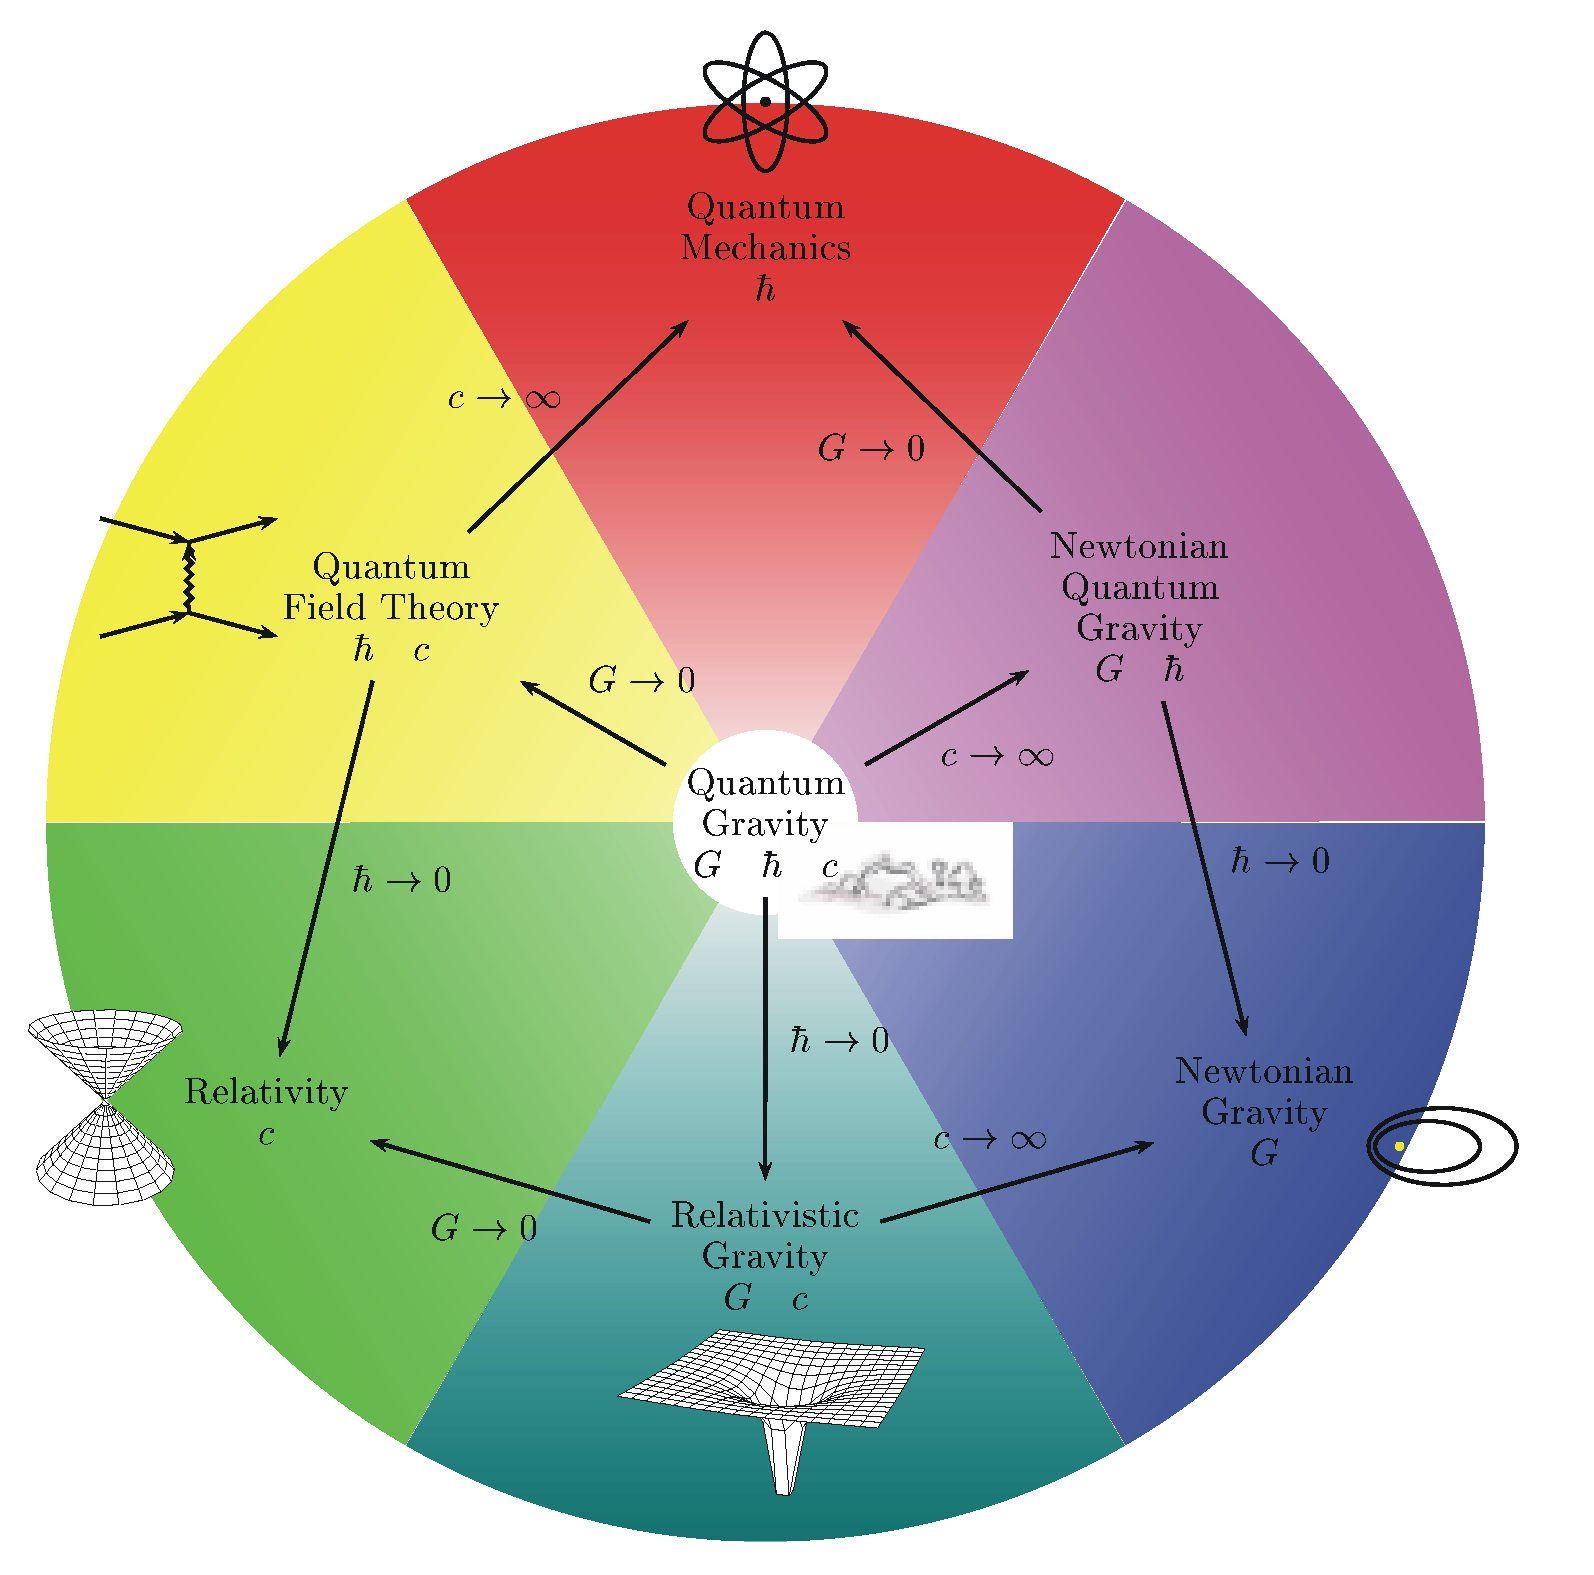 Quantum
Mechanics
ħ
c → ∞
G → 0
Quantum
Field Theory
ħ c
Newtonian
Quantum
Gravity
G ħ
G → 0
c → ∞
Quantum
Gravity
G ħ c
ħ → 0
ħ → 0
ħ → 0
Relativity
c
Newtonian
Gravity
G
c → ∞
G → 0
Relativistic
Gravity
G c